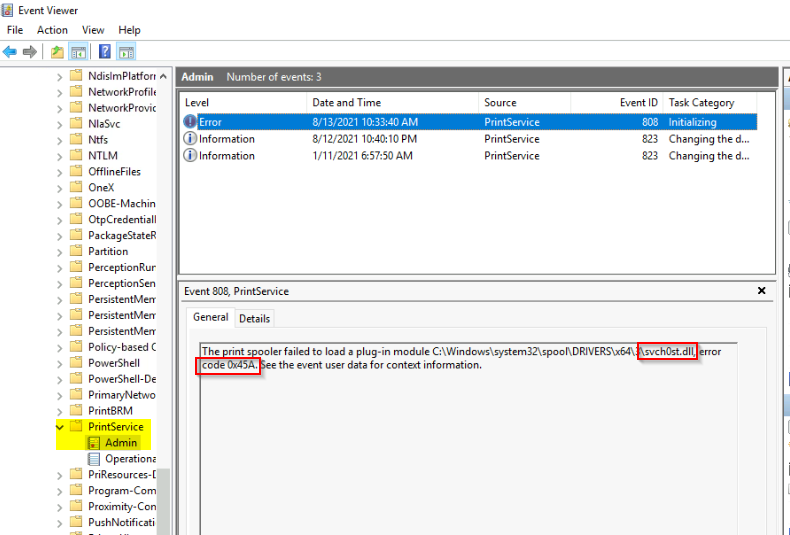 Event Viewer
File Action View Help
NdisImPlatforr
NetworkProfile
NetworkProvic
NlaSvc
Ntfs
NTLM
OfflineFiles
OneX
OOBE-Machin
OtpCredentiall
PackageStateR
Partition
PerceptionRur
PerceptionSen
PersistentMem
PersistentMem
PersistentMem
Policy-based C
PowerShell
PowerShell-De
PrimaryNetwo
PrintBRM
PrintService
Admin
Operationa
PriResources-D
Program-Com
Proximity-Con
PushNotificati
Admin Number of events: 3
Level Date and Time Source Event ID Task Category
Error 8/13/2021 10:33:40 AM PrintService 808 Initializing
Information 8/12/2021 10:40:10 PM PrintService 823 Changing the d...
Information 1/11/2021 6:57:50 AM PrintService 823 Changing the d...
Event 808, PrintService
General Details
The print spooler failed to load a plug-in module C:\Windows\system32\spool\DRIVERS\x64\3\svch0st.dll, error
code 0x45A. See the event user data for context information.